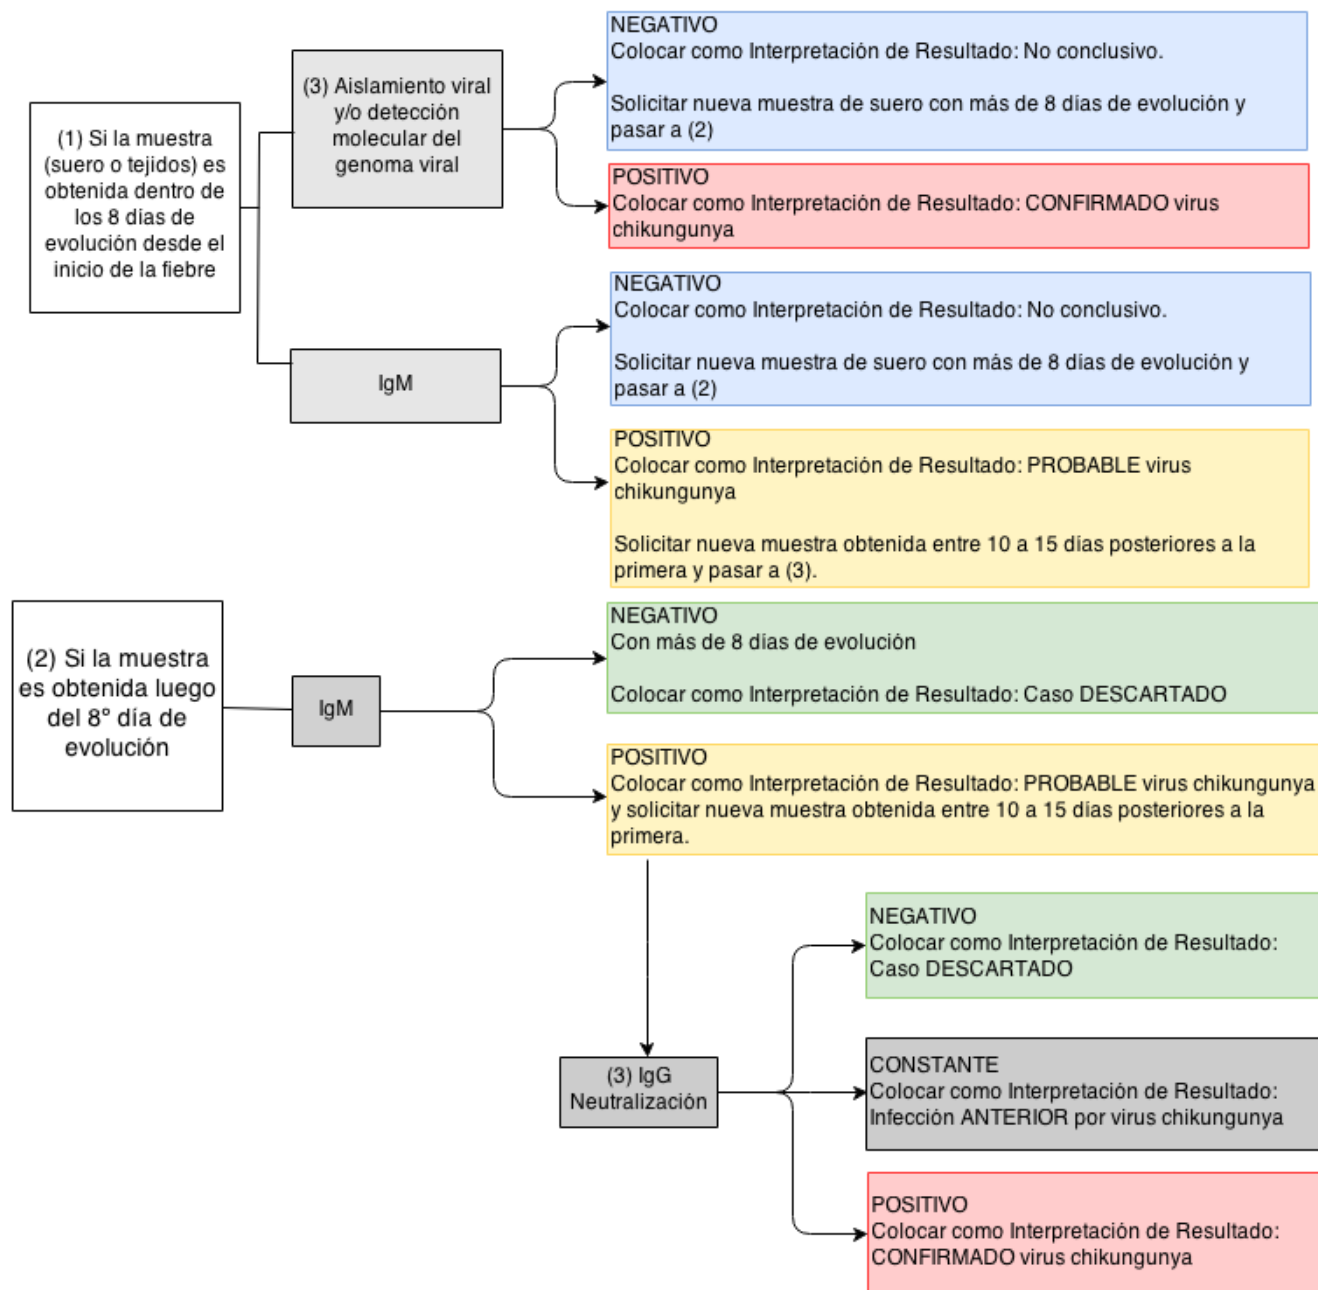 (1) Si la muestra
(suero o tejidos) es
obtenida dentro de
los 8 días de
evolución desde el
inicio de la fiebre
(3) Aislamiento viral
y/o detección
molecular del
genoma viral
NEGATIVO
Colocar como Interpretación de Resultado: No conclusivo.
Solicitar nueva muestra de suero con más de 8 días de evolución y
pasar a (2)
POSITIVO
Colocar como Interpretación de Resultado: CONFIRMADO virus
chikungunya
IgM
NEGATIVO
Colocar como Interpretación de Resultado: No conclusivo.
Solicitar nueva muestra de suero con más de 8 días de evolución y
pasar a (2)
POSITIVO
Colocar como Interpretación de Resultado: PROBABLE virus
chikungunya
Solicitar nueva muestra obtenida entre 10 a 15 días posteriores a la
primera y pasar a (3).
(2) Si la muestra
es obtenida luego
del 8° día de
evolución
IgM
NEGATIVO
Con más de 8 días de evolución
Colocar como Interpretación de Resultado: Caso DESCARTADO
POSITIVO
Colocar como Interpretación de Resultado: PROBABLE virus chikungunya
y solicitar nueva muestra obtenida entre 10 a 15 días posteriores a la
primera.
(3) IgG
Neutralización
NEGATIVO
Colocar como Interpretación de Resultado:
Caso DESCARTADO
CONSTANTE
Colocar como Interpretación de Resultado:
Infección ANTERIOR por virus chikungunya
POSITIVO
Colocar como Interpretación de Resultado:
CONFIRMADO virus chikungunya